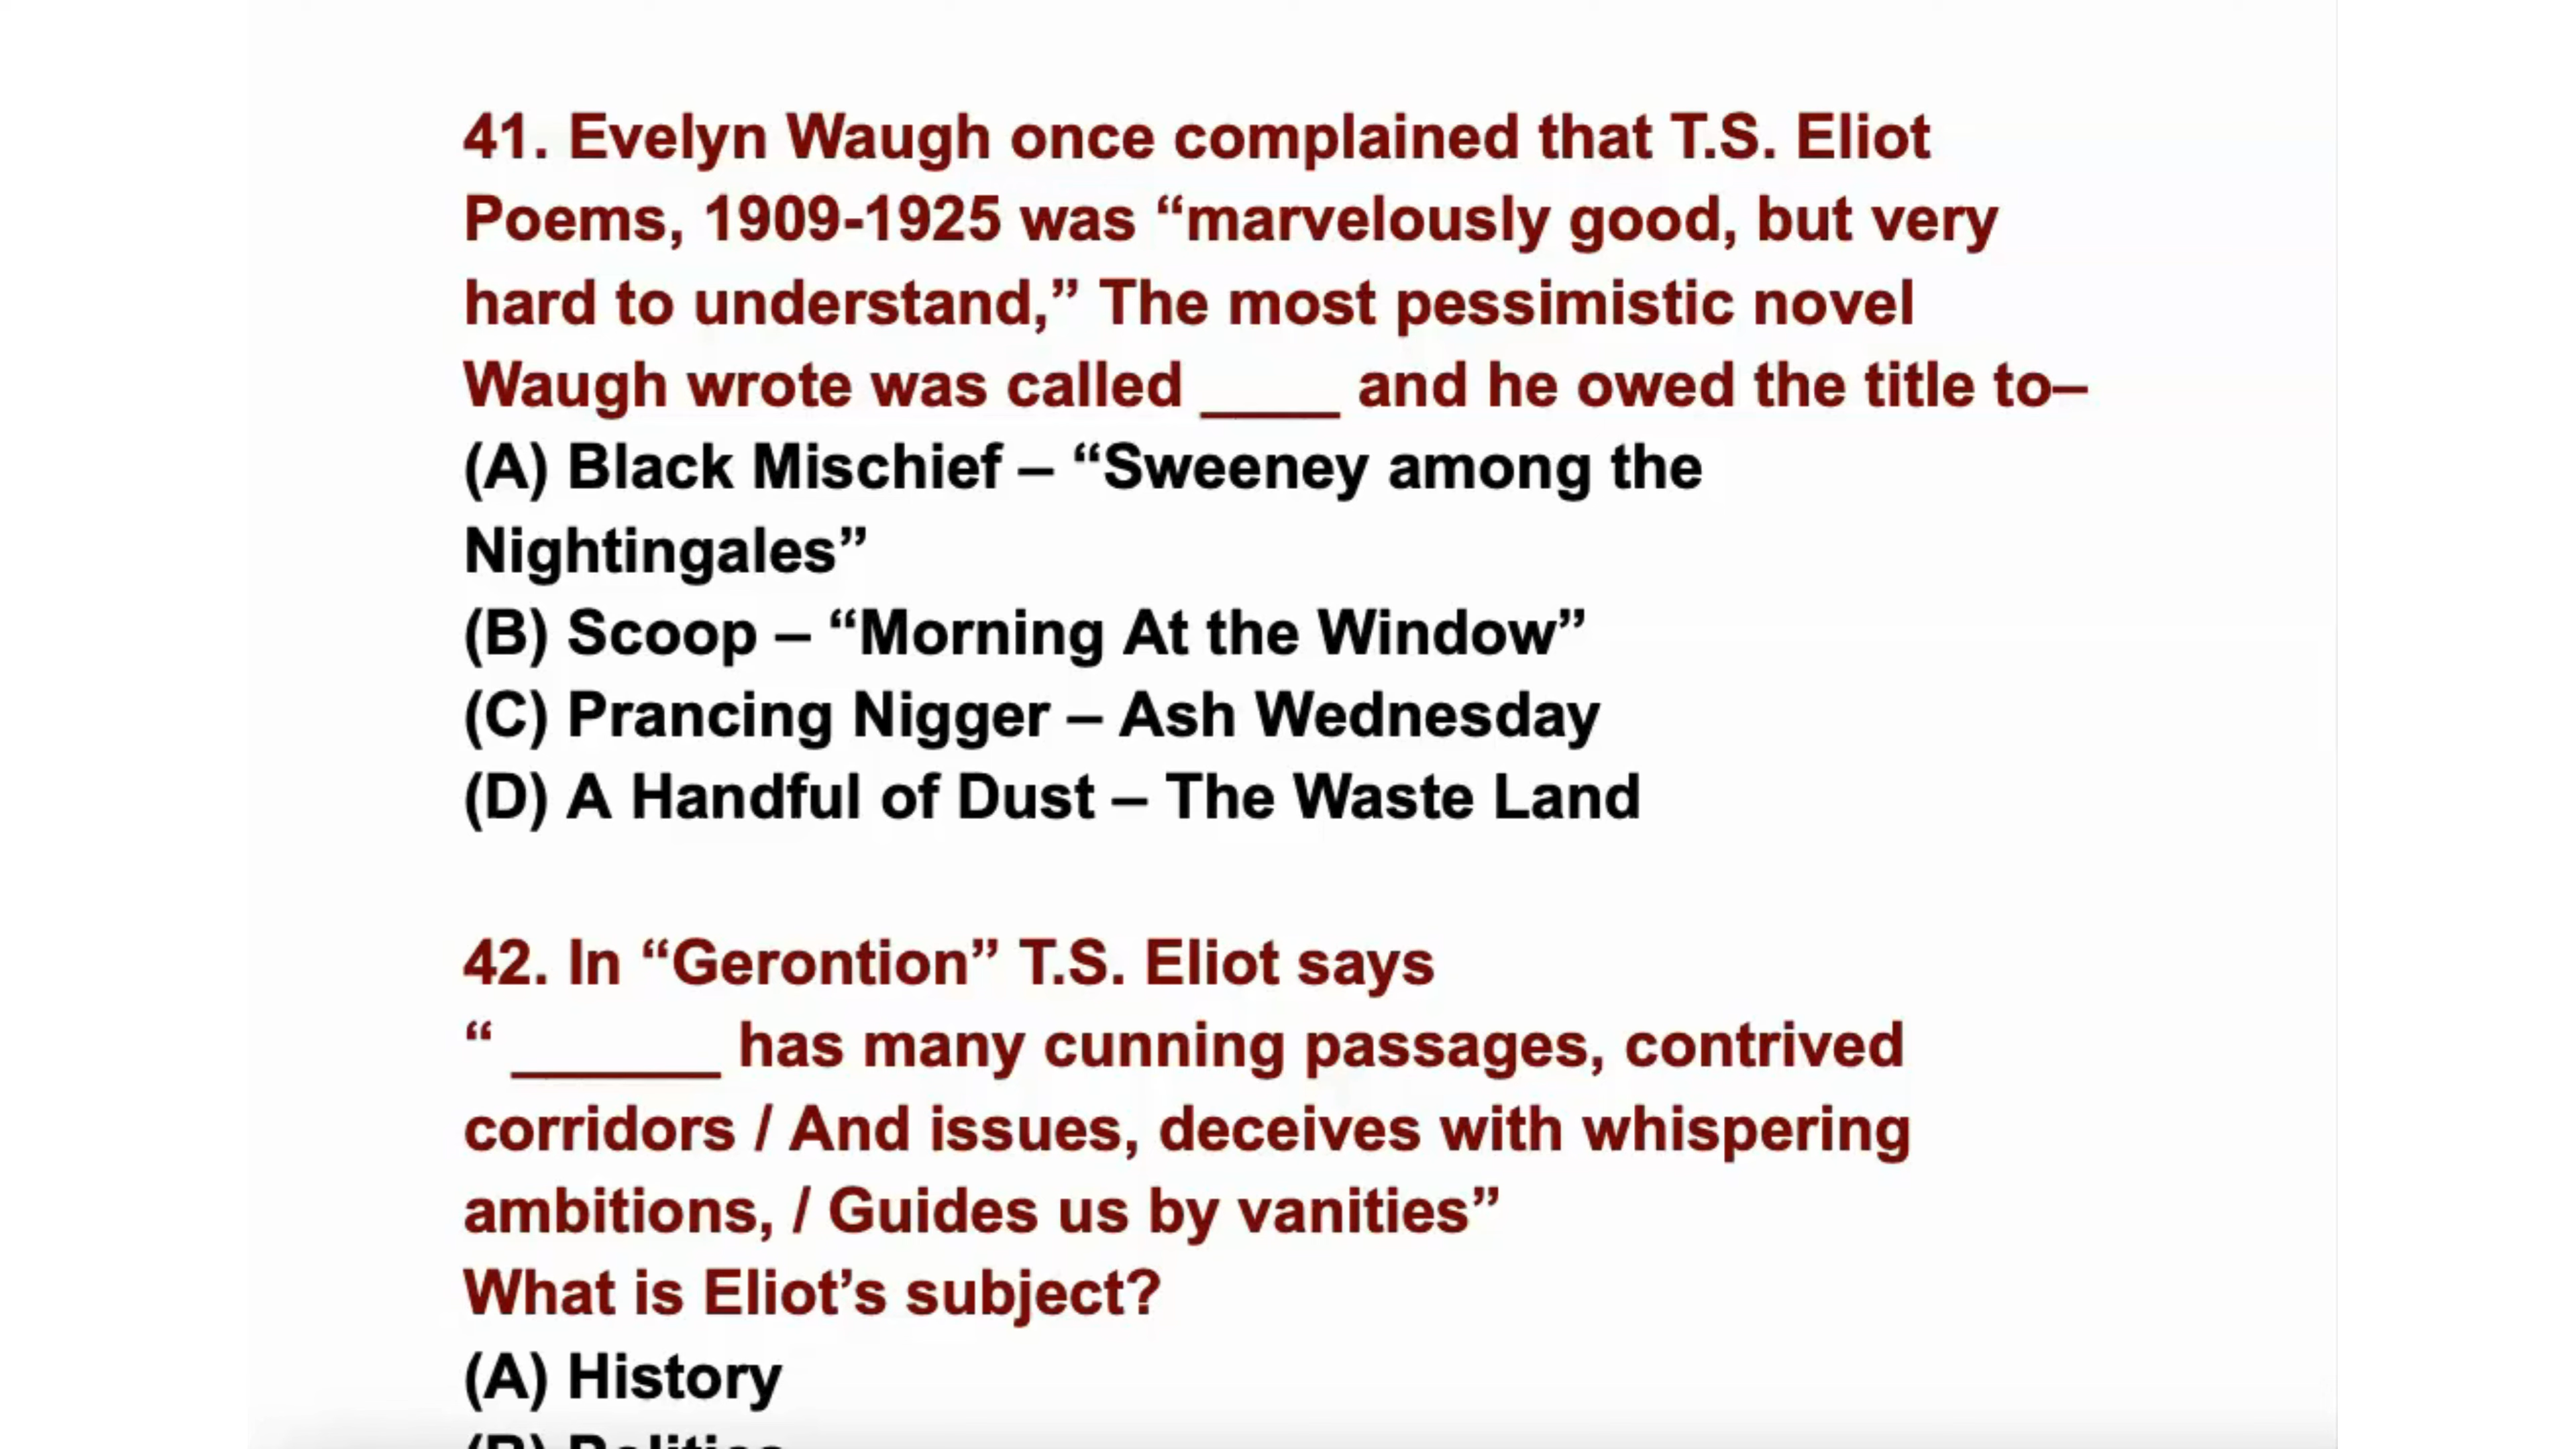 41. Evelyn Waugh once complained that T.S. Eliot
Poems, 1909-1925 was “marvelously good, but very
hard to understand,” The most pessimistic novel
Waugh wrote was called ____ and he owed the title to–
(A) Black Mischief – “Sweeney among the
Nightingales”
(B) Scoop – “Morning At the Window”
(C) Prancing Nigger – Ash Wednesday
(D) A Handful of Dust – The Waste Land
42. In “Gerontion” T.S. Eliot says
“ ______ has many cunning passages, contrived
corridors / And issues, deceives with whispering
ambitions, / Guides us by vanities”
What is Eliot’s subject?
(A) History
(B) Politics